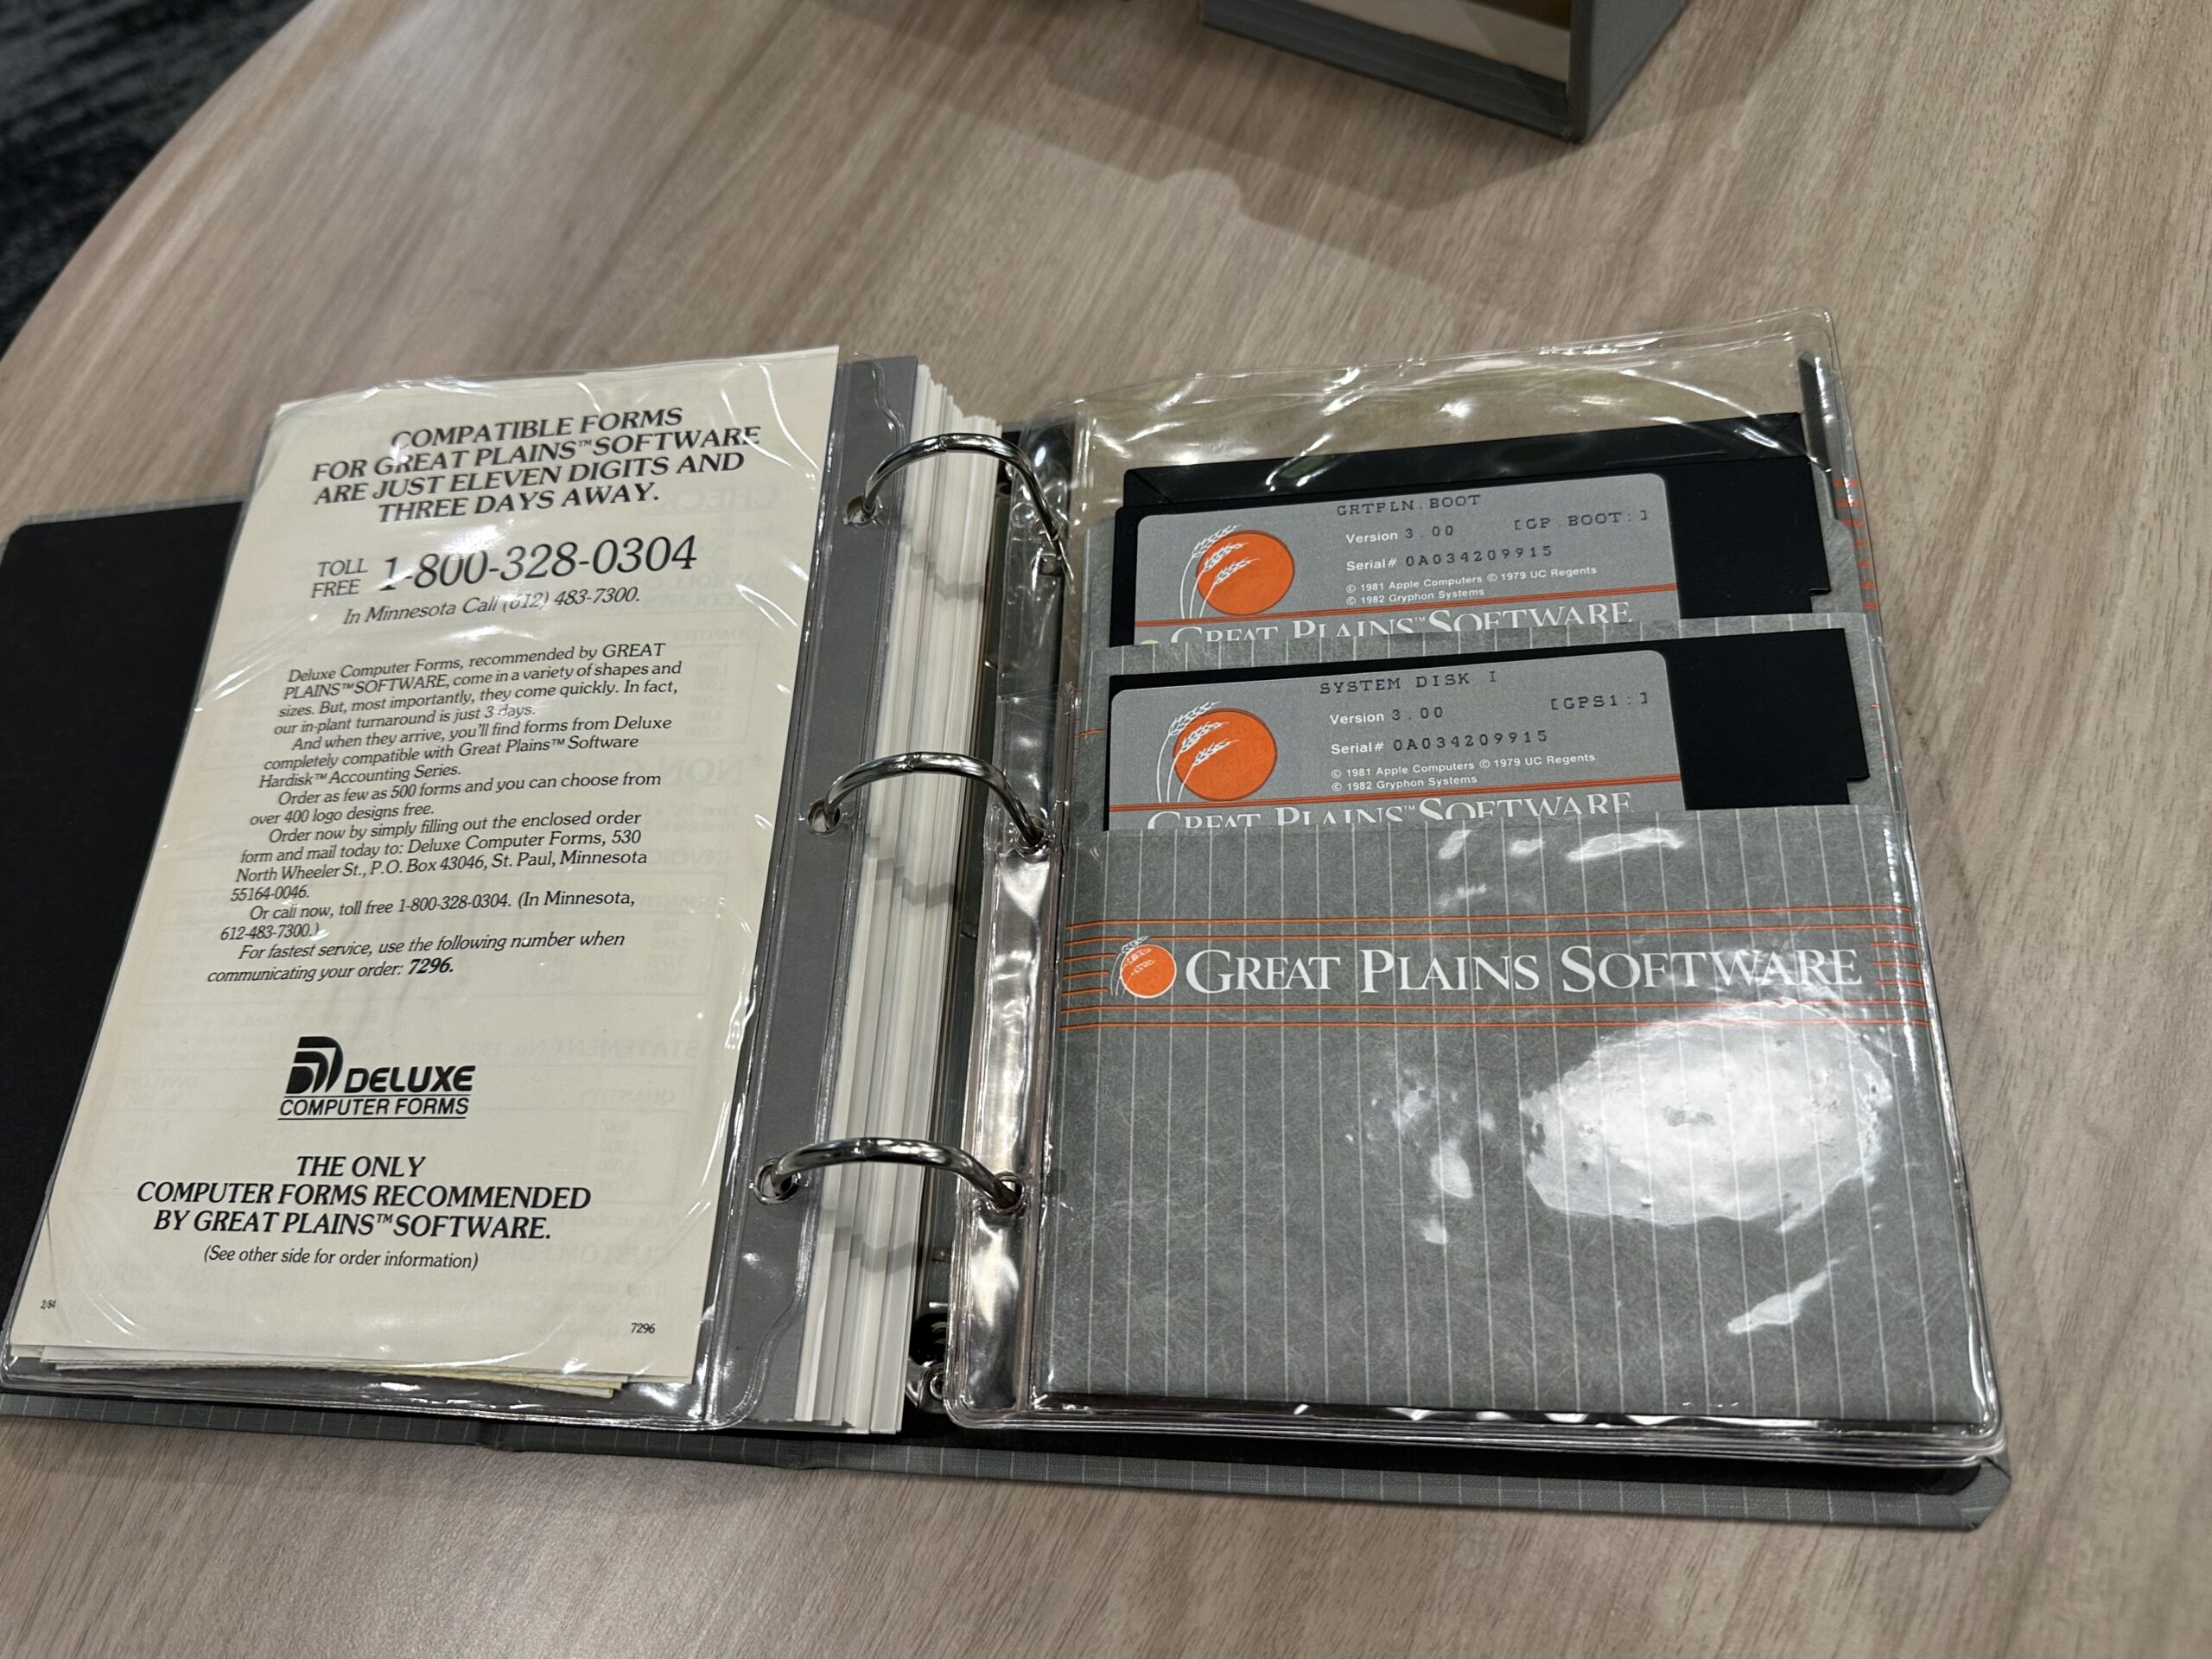 COMPATIBLE FORMS
FOR GREAT PLAINS™SOFTWARE
ARE JUST ELEVEN DIGITS AND
THREE DAYS AWAY.
TOLL FREE 1-800-328-0304
In Minnesota Call (612) 483-7300.
Deluxe Computer Forms, recommended by GREAT
PLAINS™SOFTWARE, come in a variety of shapes and
sizes. But, most importantly, they come quickly. In fact,
our in-plant turnaround is just 3 days.
And when they arrive, you'll find forms from Deluxe
completely compatible with Great Plains™ Software
Hardisk™ Accounting Series.
Order as few as 500 forms and you can choose from
over 400 logo designs free.
Order now by simply filling out the enclosed order
form and mail today to: Deluxe Computer Forms, 530
North Wheeler St., P.O. Box 43046, St. Paul, Minnesota
55164-0046.
Or call now, toll free 1-800-328-0304. (In Minnesota,
612-483-7300.)
For fastest service, use the following number when
communicating your order: 7296.
DELUXE
COMPUTER FORMS
THE ONLY
COMPUTER FORMS RECOMMENDED
BY GREAT PLAINS™SOFTWARE.
(See other side for order information)
2/84
7296
GRTPLN.BOOT
Version 3.00 [GP.BOOT:]
Serial# 0A034209915
© 1981 Apple Computers © 1979 UC Regents
© 1982 Gryphon Systems
GREAT PLAINS™SOFTWARE
SYSTEM DISK I
Version 3.00 [GPS1:]
Serial# 0A034209915
© 1981 Apple Computers © 1979 UC Regents
© 1982 Gryphon Systems
GREAT PLAINS™SOFTWARE
GREAT PLAINS SOFTWARE